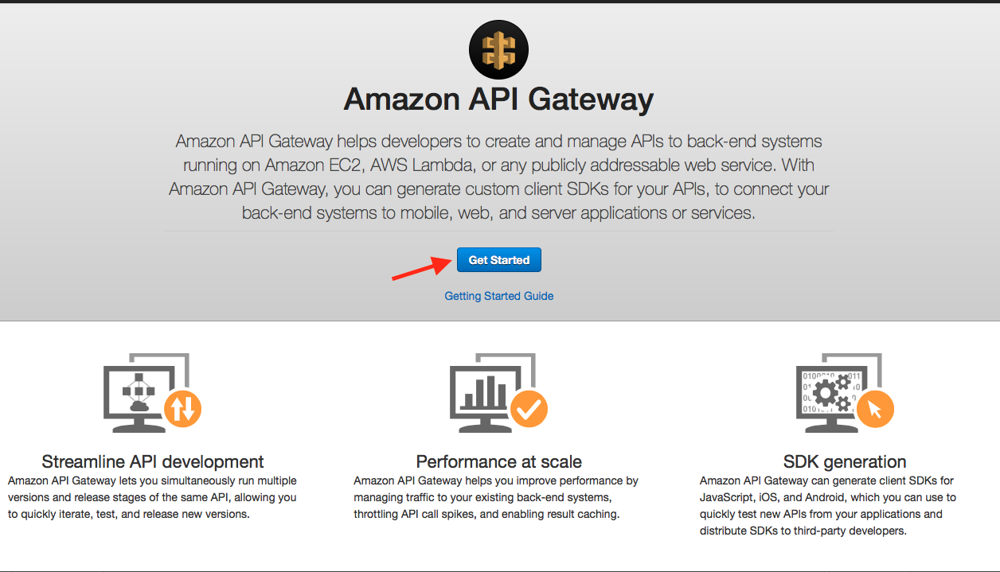 Amazon API Gateway
Amazon API Gateway helps developers to create and manage APIs to back-end systems
running on Amazon EC2, AWS Lambda, or any publicly addressable web service. With
Amazon API Gateway, you can generate custom client SDKs for your APIs, to connect your
back-end systems to mobile, web, and server applications or services.
Get Started
Getting Started Guide
Streamline API development
Amazon API Gateway lets you simultaneously run multiple
versions and release stages of the same API, allowing you
to quickly iterate, test, and release new versions.
Performance at scale
Amazon API Gateway helps you improve performance by
managing traffic to your existing back-end systems,
throttling API call spikes, and enabling result caching.
SDK generation
Amazon API Gateway can generate client SDKs for
JavaScript, iOS, and Android, which you can use to
quickly test new APIs from your applications and
distribute SDKs to third-party developers.